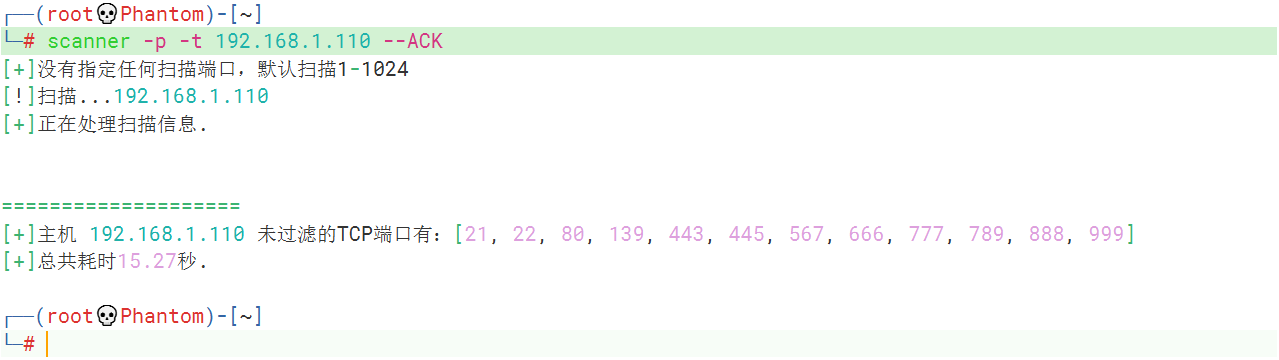 ┌──(root💀Phantom)-[~]
└─# scanner -p -t 192.168.1.110 --ACK
[+]没有指定任何扫描端口，默认扫描1-1024
[!]扫描...192.168.1.110
[+]正在处理扫描信息.
====================
[+]主机 192.168.1.110 未过滤的TCP端口有：[21, 22, 80, 139, 443, 445, 567, 666, 777, 789, 888, 999]
[+]总共耗时15.27秒.
┌──(root💀Phantom)-[~]
└─#